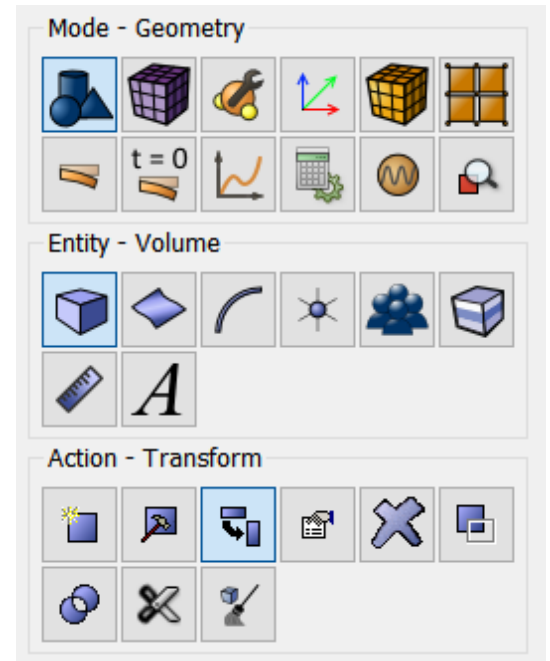 Mode - Geometry
t = 0
Entity - Volume
A
Action - Transform